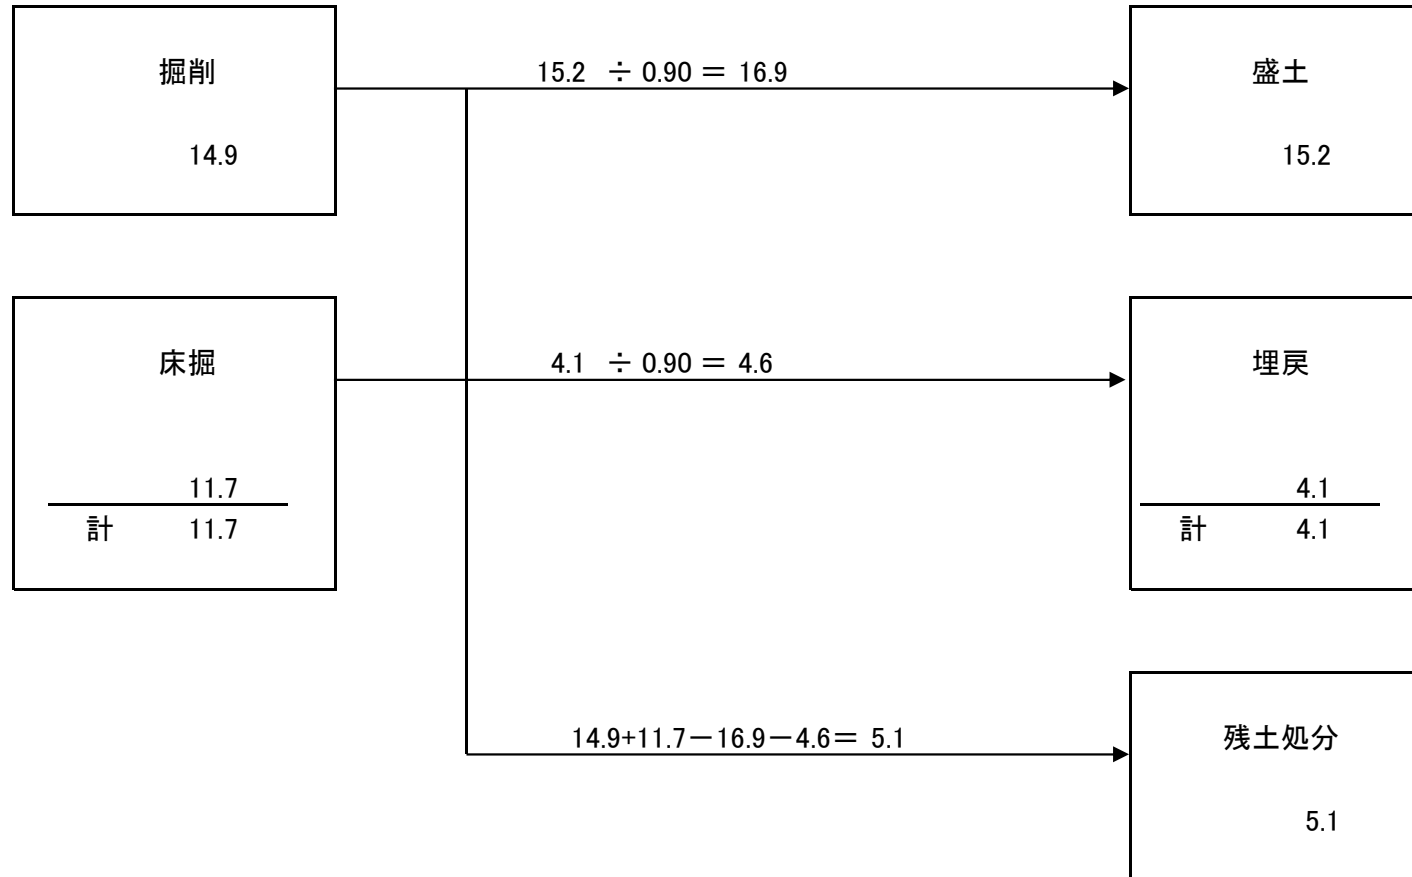 掘削
14.9
15.2 ÷ 0.90 = 16.9
盛土
15.2
床掘
11.7
計 11.7
4.1 ÷ 0.90 = 4.6
埋戻
4.1
計 4.1
14.9+11.7－16.9－4.6＝ 5.1
残土処分
5.1